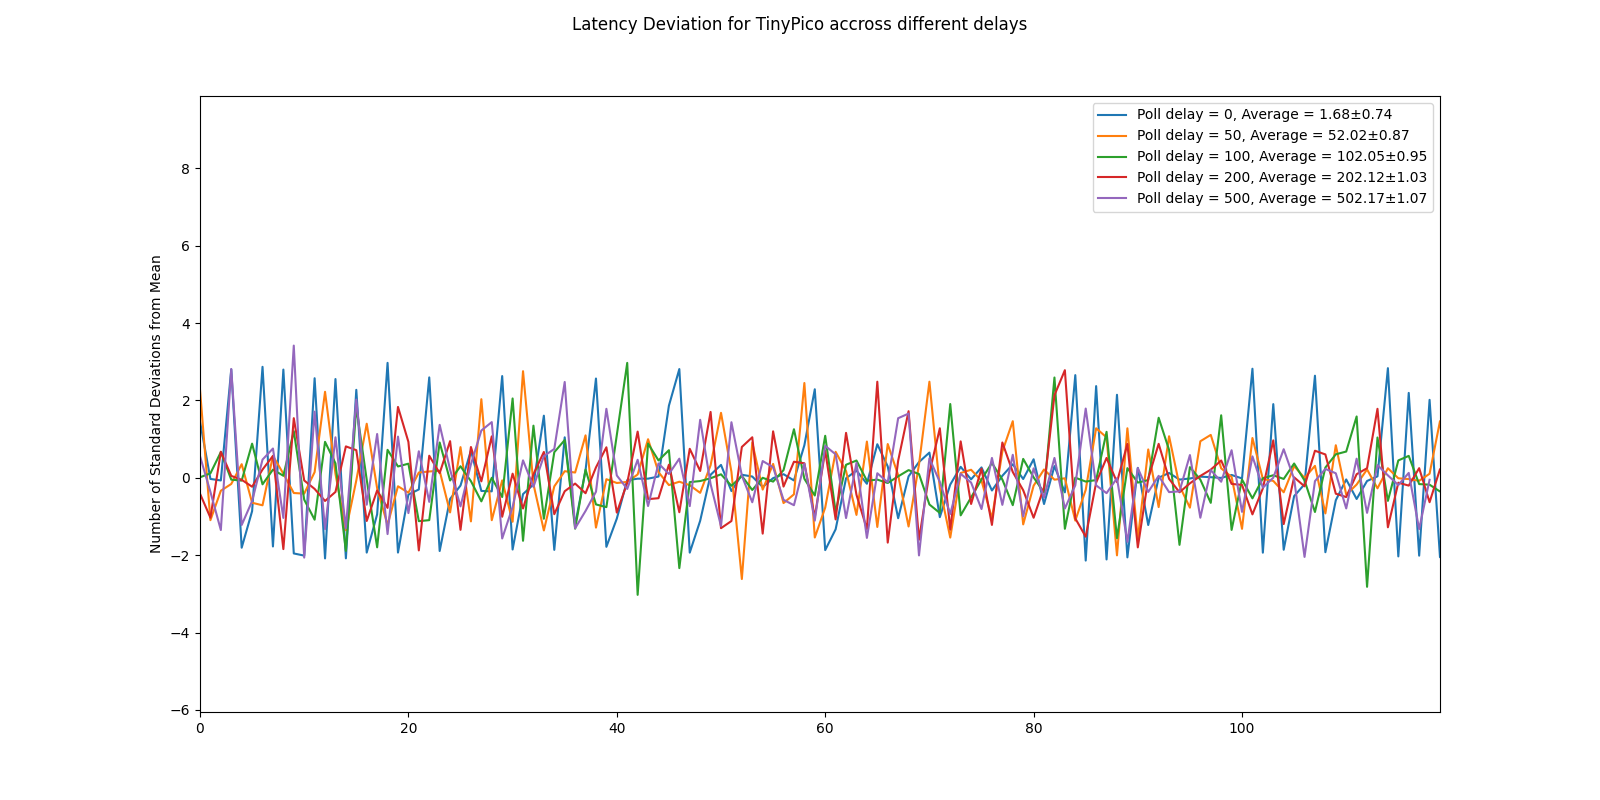 Latency Deviation for TinyPico accross different delays
Poll delay = 0, Average = 1.68±0.74
Poll delay = 50, Average = 52.02±0.87
Poll delay = 100, Average = 102.05±0.95
Poll delay = 200, Average = 202.12±1.03
Poll delay = 500, Average = 502.17±1.07
Number of Standard Deviations from Mean
8
6
4
2
0
−2
−4
−6
0 20 40 60 80 100